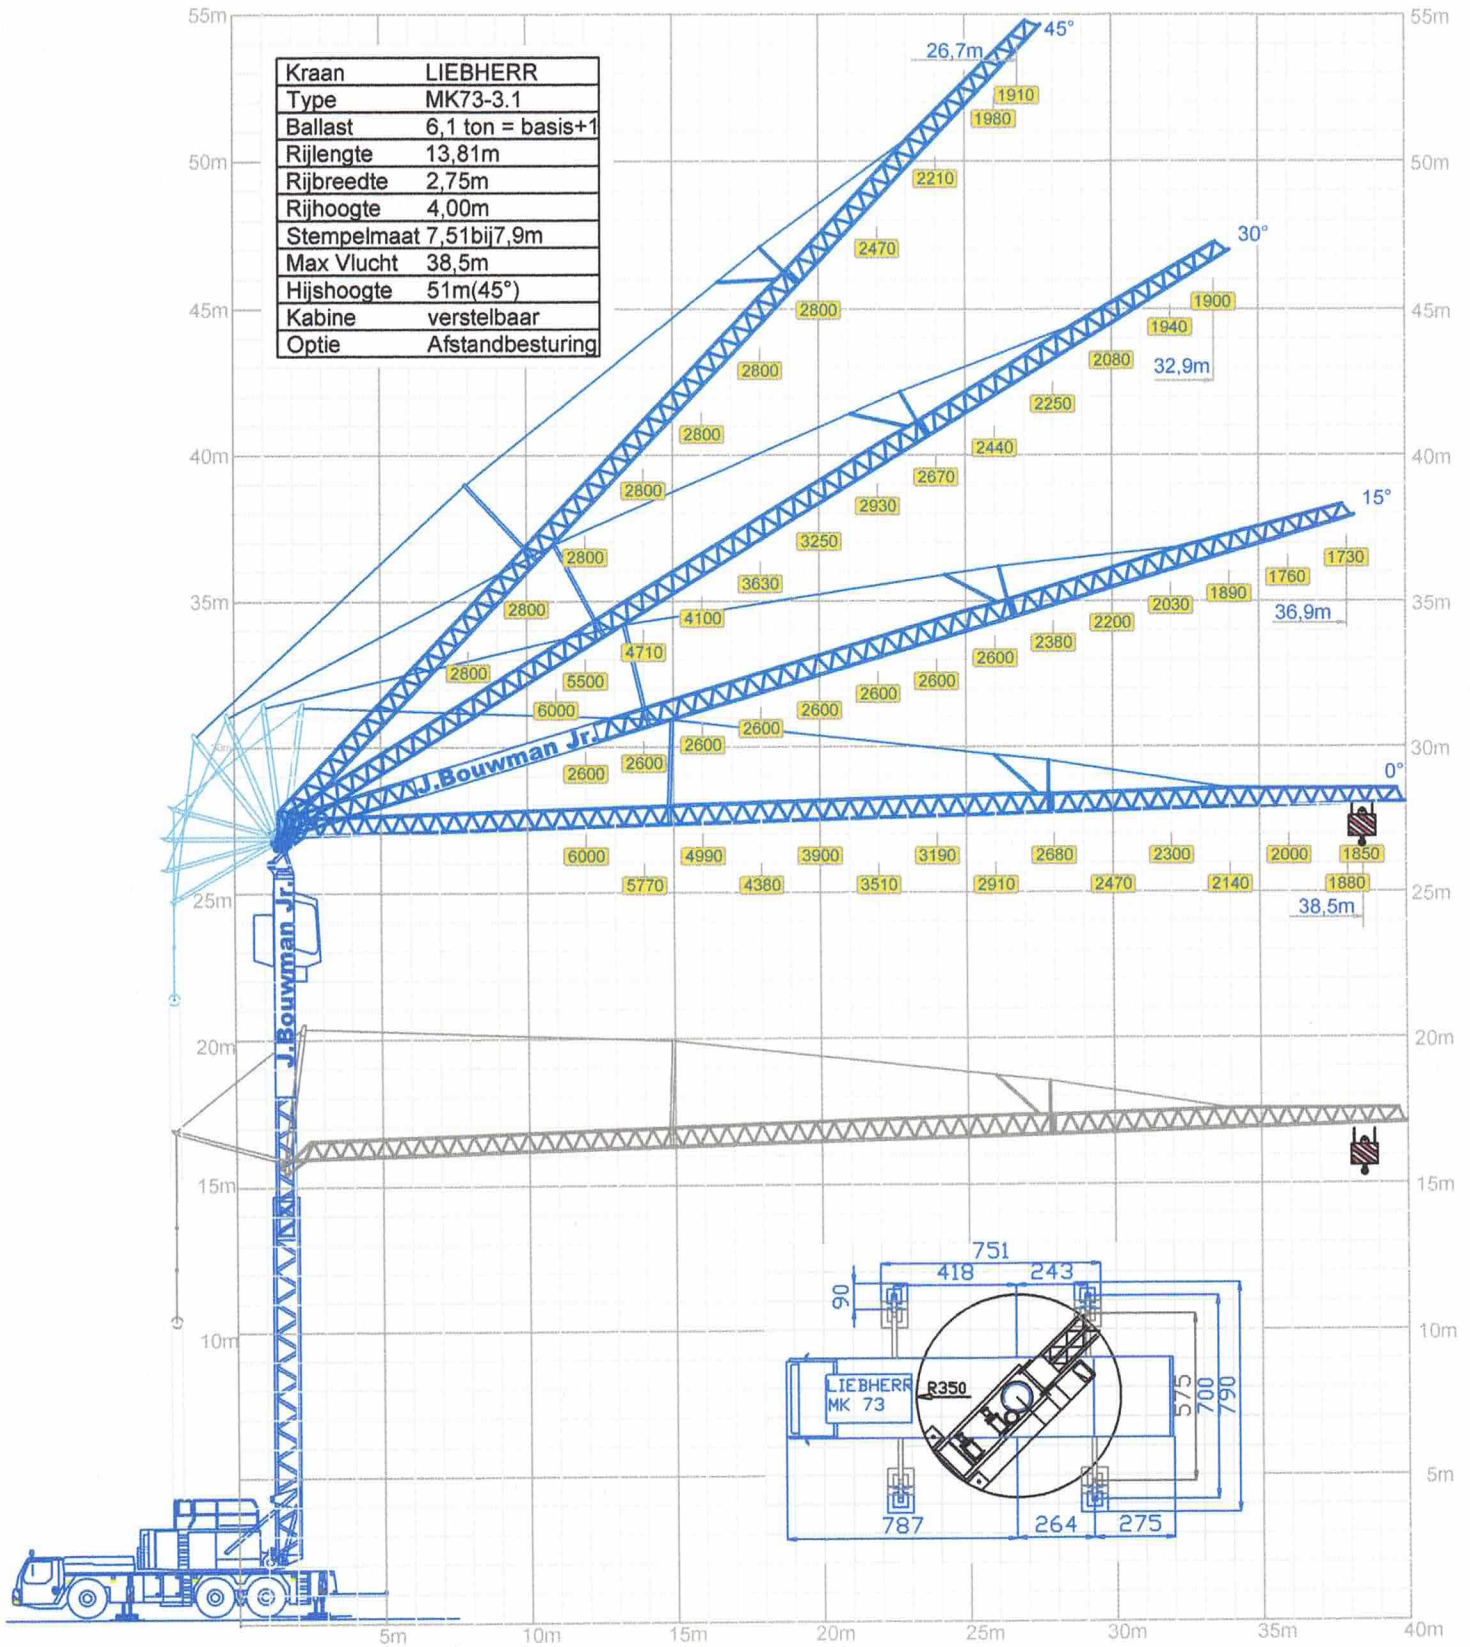 55m
55m
45°
26,7m
Kraan LIEBHERR
Type MK73-3.1
Ballast 6,1 ton = basis+1
Rijlengte 13,81m
Rijbreedte 2,75m
Rijhoogte 4,00m
Stempelmaat 7,51bij7,9m
Max Vlucht 38,5m
Hijshoogte 51m(45°)
Kabine verstelbaar
Optie Afstandbesturing
1910
1980
50m
50m
2210
2470
30°
45m
2800
1900
45m
1940
2080
32,9m
2800
2250
2800
2440
40m
40m
2670
2800
2930
15°
3250
2800
1730
3630
1760
35m
2800
4100
2200
2030
1890
35m
36,9m
4710
2380
2600
2800
5500
2600
2600
6000
2600
2600
2600
30m
J.Bouwman Jr.
2600
2600
0°
6000
4990
3900
3190
2680
2300
2000
1850
5770
4380
3510
2910
2470
2140
1880
25m
25m
38,5m
J.Bouwman Jr.
20m
20m
15m
15m
751
418
243
90
10m
10m
LIEBHERR
MK 73
R350
575
700
790
5m
787
264
275
5m
10m
15m
20m
25m
30m
35m
40m